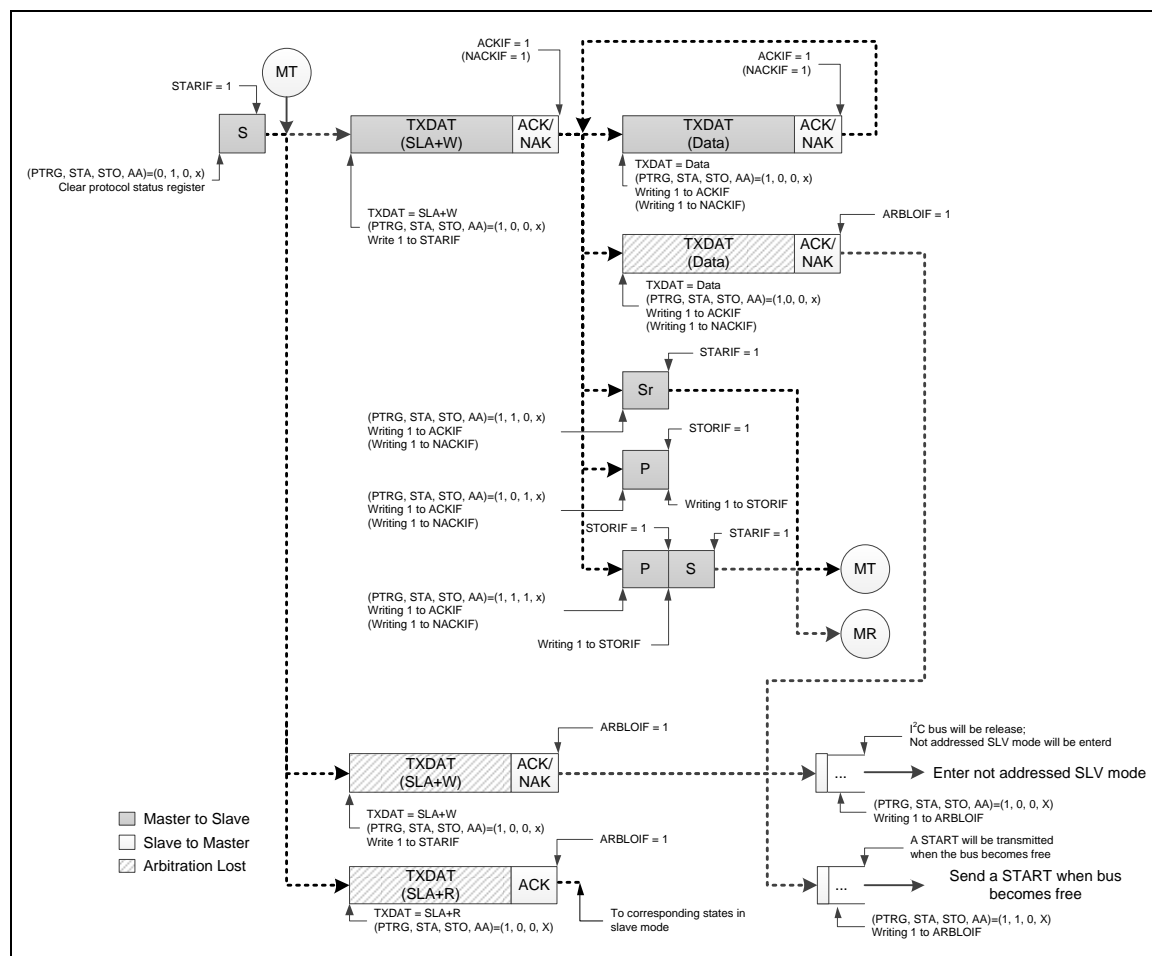 ACKIF = 1
(NACKIF = 1)
ACKIF = 1
(NACKIF = 1)
MT
STARIF = 1
S
TXDAT
(SLA+W)
ACK/
NAK
TXDAT
(Data)
ACK/
NAK
(PTRG, STA, STO, AA)=(0, 1, 0, x)
Clear protocol status register
TXDAT = SLA+W
(PTRG, STA, STO, AA)=(1, 0, 0, x)
Write 1 to STARIF
TXDAT = Data
(PTRG, STA, STO, AA)=(1, 0, 0, x)
Writing 1 to ACKIF
(Writing 1 to NACKIF)
ARBLOIF = 1
TXDAT
(Data)
ACK/
NAK
TXDAT = Data
(PTRG, STA, STO, AA)=(1,0, 0, x)
Writing 1 to ACKIF
(Writing 1 to NACKIF)
STARIF = 1
Sr
(PTRG, STA, STO, AA)=(1, 1, 0, x)
Writing 1 to ACKIF
(Writing 1 to NACKIF)
STORIF = 1
P
(PTRG, STA, STO, AA)=(1, 0, 1, x)
Writing 1 to ACKIF
(Writing 1 to NACKIF)
Writing 1 to STORIF
STORIF = 1
STARIF = 1
P
S
MT
(PTRG, STA, STO, AA)=(1, 1, 1, x)
Writing 1 to ACKIF
(Writing 1 to NACKIF)
Writing 1 to STORIF
MR
ARBLOIF = 1
I2C bus will be release;
Not addressed SLV mode will be enterd
TXDAT
(SLA+W)
ACK/
NAK
...
Enter not addressed SLV mode
TXDAT = SLA+W
(PTRG, STA, STO, AA)=(1, 0, 0, x)
Write 1 to STARIF
(PTRG, STA, STO, AA)=(1, 0, 0, X)
Writing 1 to ARBLOIF
Master to Slave
Slave to Master
Arbitration Lost
ARBLOIF = 1
A START will be transmitted
when the bus becomes free
TXDAT
(SLA+R)
ACK
...
Send a START when bus
becomes free
TXDAT = SLA+R
(PTRG, STA, STO, AA)=(1, 0, 0, X)
To corresponding states in
slave mode
(PTRG, STA, STO, AA)=(1, 1, 0, X)
Writing 1 to ARBLOIF